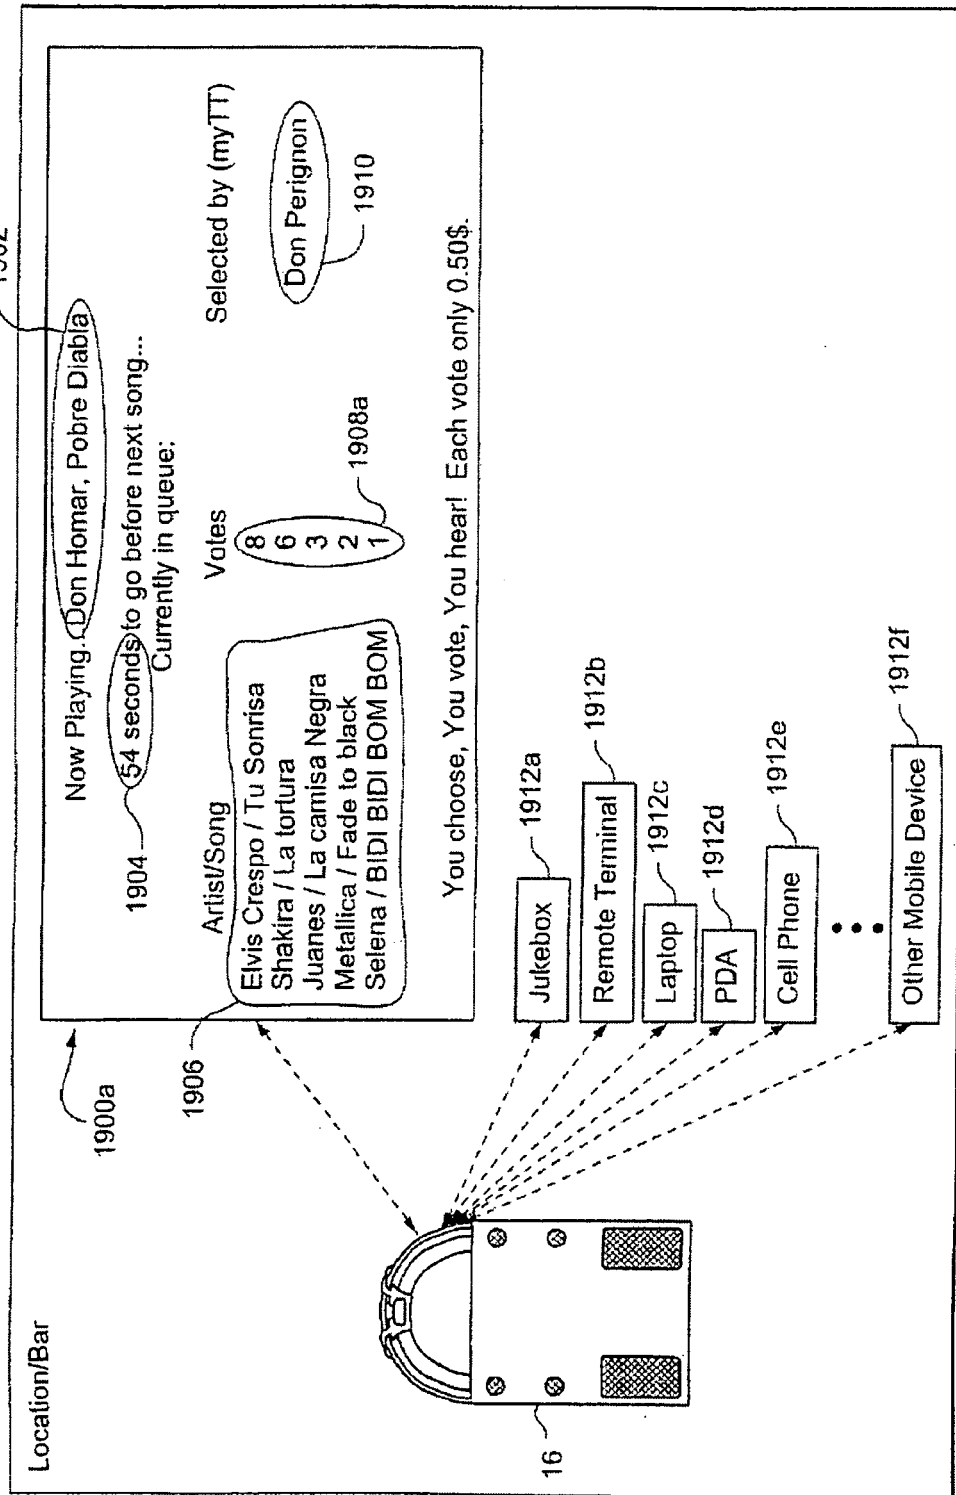 Location/Bar
1900a
1902
Now Playing. Don Homar, Pobre Diabla
1904
54 seconds to go before next song...
Currently in queue:
1906
Artist/Song Votes Selected by (myTT)
Elvis Crespo / Tu Sonrisa 8 Don Perignon
Shakira / La tortura 6
Juanes / La camisa Negra 3
Metallica / Fade to black 2
Selena / BIDI BIDI BOM BOM 1
1908a
1910
You choose, You vote, You hear! Each vote only 0.50$.
16
Jukebox 1912a
Remote Terminal 1912b
Laptop 1912c
PDA 1912d
Cell Phone 1912e
Other Mobile Device 1912f